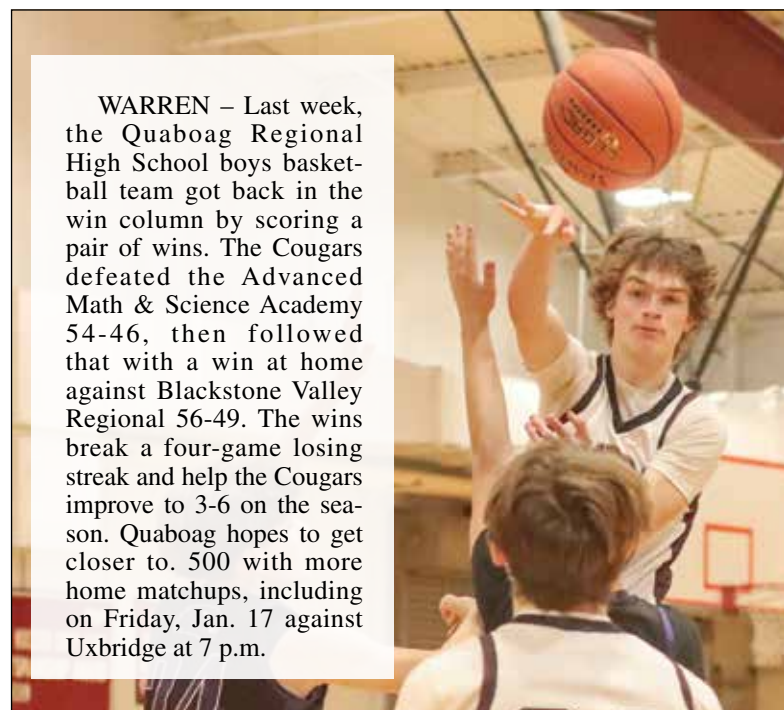 WARREN – Last week,
the Quaboag Regional
High School boys basket-
ball team got back in the
win column by scoring a
pair of wins. The Cougars
defeated the Advanced
Math & Science Academy
54-46, then followed
that with a win at home
against Blackstone Valley
Regional 56-49. The wins
break a four-game losing
streak and help the Cougars
improve to 3-6 on the sea-
son. Quaboag hopes to get
closer to. 500 with more
home matchups, including
on Friday, Jan. 17 against
Uxbridge at 7 p.m.